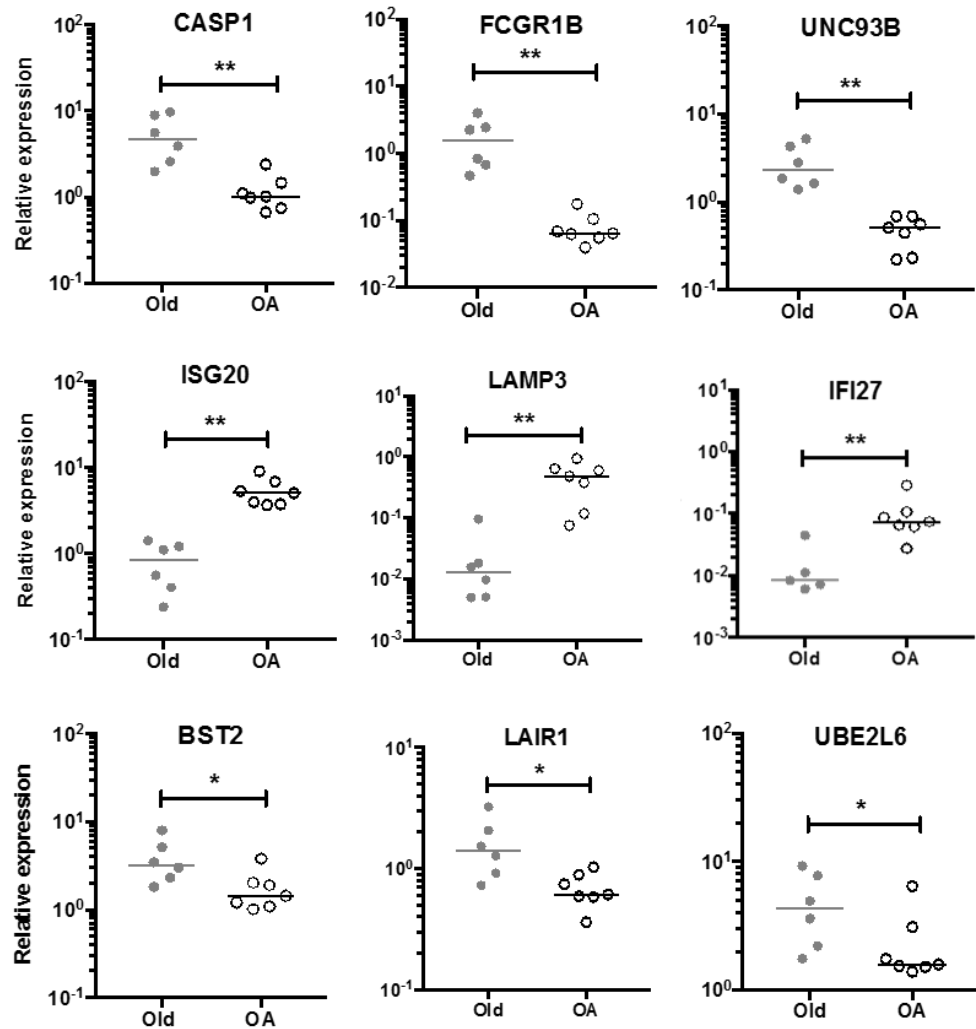 CASP1
FCGR1B
UNC93B
Relative expression
10²
10¹
10⁰
10⁻¹
**
Old
OA
10²
10¹
10⁰
10⁻¹
10⁻²
**
Old
OA
10²
10¹
10⁰
10⁻¹
**
Old
OA
ISG20
LAMP3
IFI27
Relative expression
10²
10¹
10⁰
10⁻¹
**
Old
OA
10¹
10⁰
10⁻¹
10⁻²
10⁻³
**
Old
OA
10¹
10⁰
10⁻¹
10⁻²
10⁻³
**
Old
OA
BST2
LAIR1
UBE2L6
Relative expression
10²
10¹
10⁰
10⁻¹
*
Old
OA
10¹
10⁰
10⁻¹
*
Old
OA
10²
10¹
10⁰
*
Old
OA